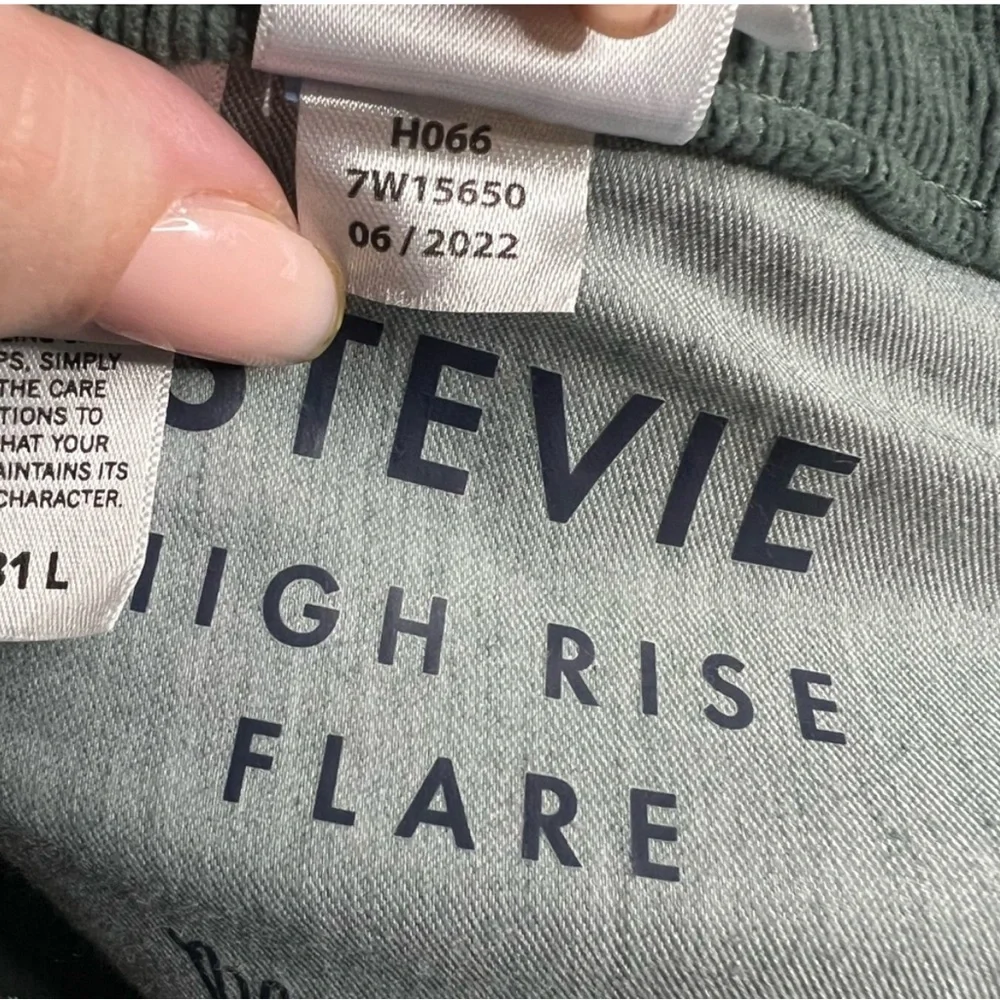 H066
7W15650
06 / 2022
PS, SIMPLY
THE CARE
TIONS TO
HAT YOUR
AINTAINS ITS
CHARACTER.
31 L
STEVIE
HIGH RISE
FLARE